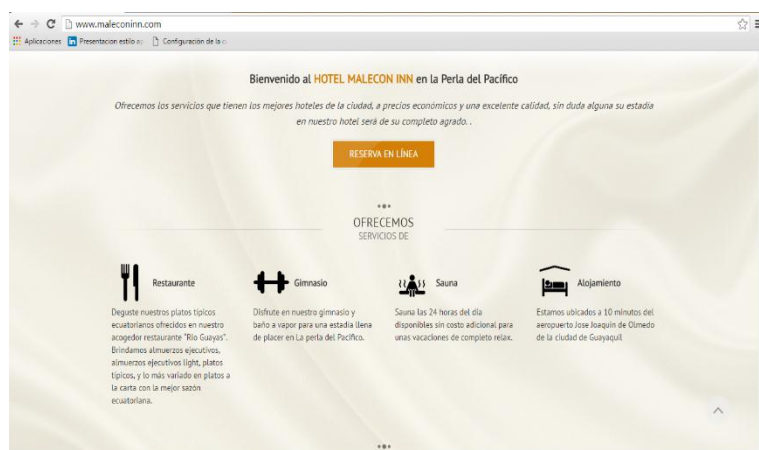 www.maleconinn.com
Aplicaciones
Presentacion estilo
Configuración de la c
Bienvenido al HOTEL MALECON INN en la Perla del Pacífico
Ofrecemos los servicios que tienen los mejores hoteles de la ciudad, a precios económicos y una excelente calidad, sin duda alguna su estadía
en nuestro hotel será de su completo agrado. .
RESERVA EN LÍNEA
OFRECEMOS
SERVICIOS DE
Restaurante
Deguste nuestros platos típicos
ecuatorianos ofrecidos en nuestro
acogedor restaurante "Río Guayas".
Brindamos almuerzos ejecutivos,
almuerzos ejecutivos light, platos
típicos, y lo más variado en platos a
la carta con la mejor sazón
ecuatoriana.
Gimnasio
Disfrute en nuestro gimnasio y
baño a vapor para una estadía llena
de placer en La perla del Pacífico.
Sauna
Sauna las 24 horas del día
disponibles sin costo adicional para
unas vacaciones de completo relax.
Alojamiento
Estamos ubicados a 10 minutos del
aeropuerto Jose Joaquín de Olmedo
de la ciudad de Guayaquil